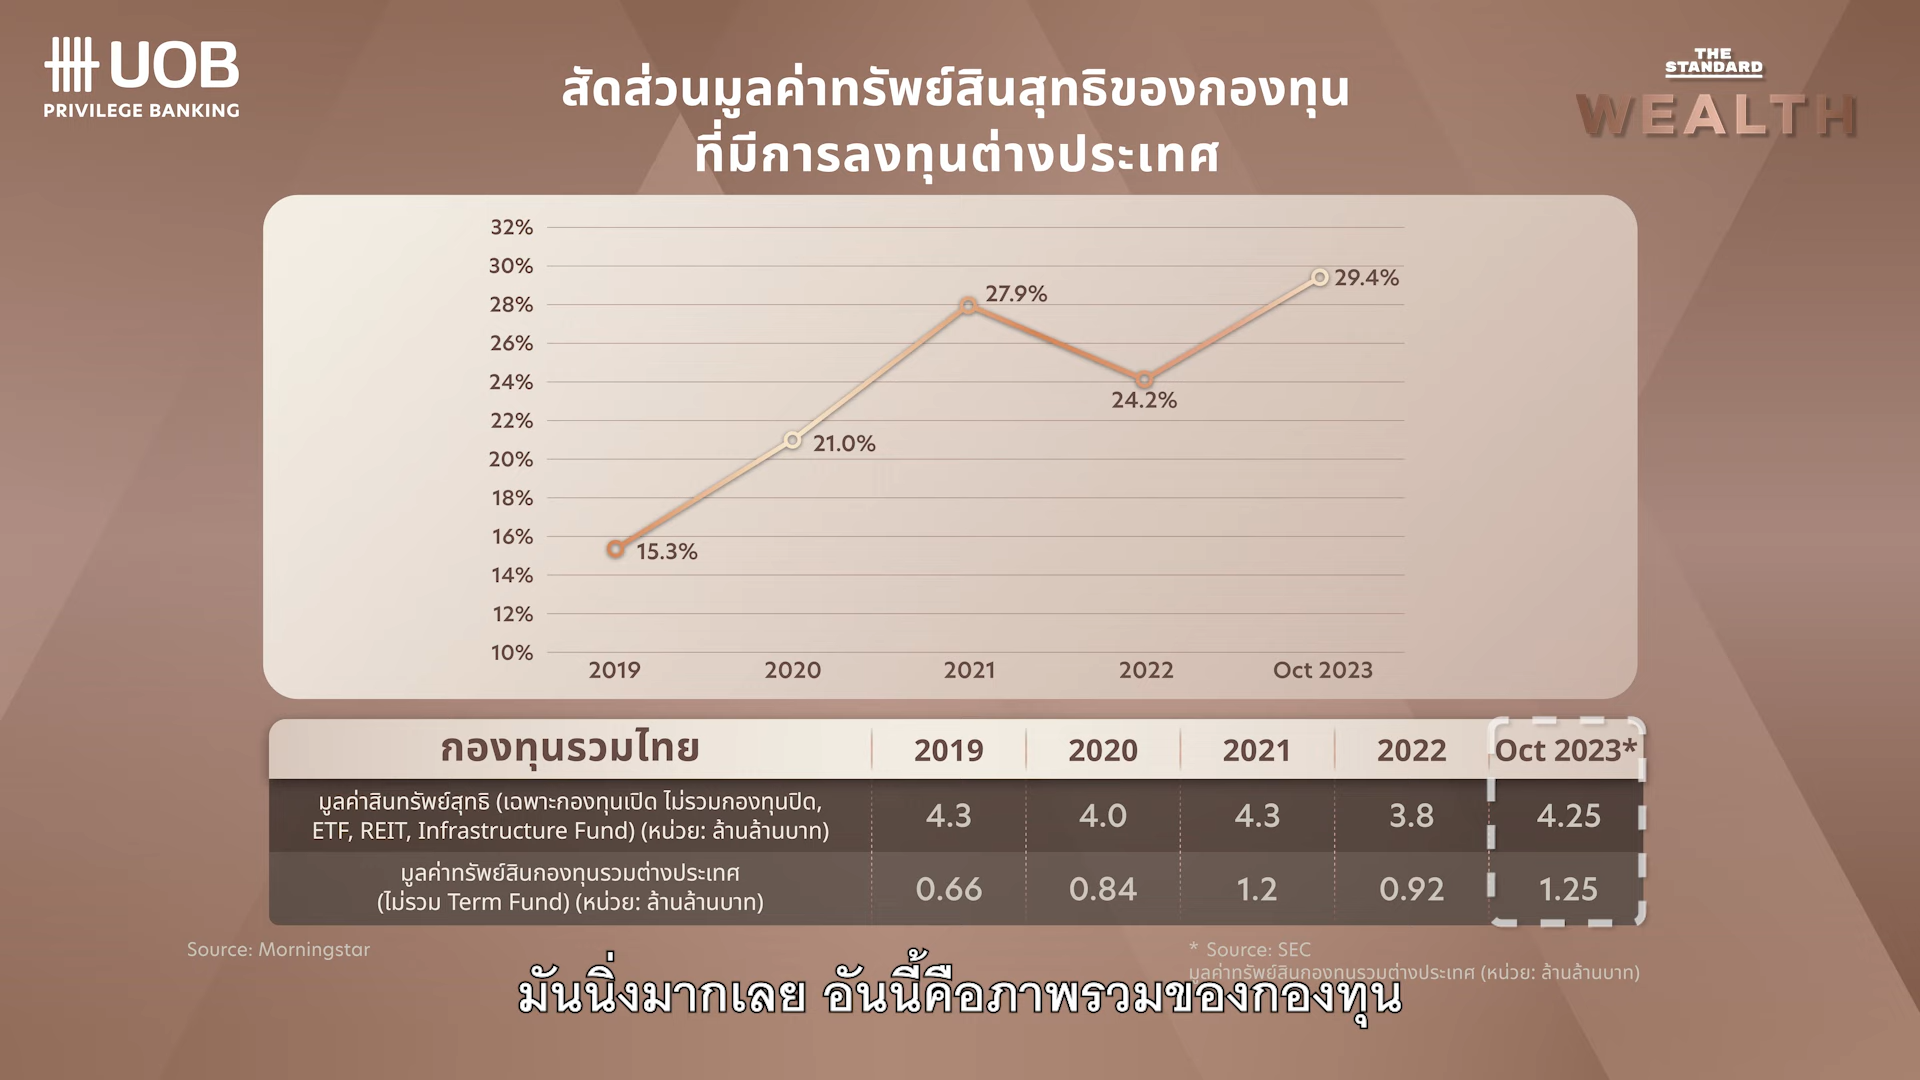 UOB
PRIVILEGE BANKING
THE
STANDARD
WEALTH
สัดส่วนมูลค่าทรัพย์สินสุทธิของกองทุน
ที่มีการลงทุนต่างประเทศ
32%
30%
28%
26%
24%
22%
20%
18%
16%
14%
12%
10%
15.3%
21.0%
27.9%
24.2%
29.4%
2019 2020 2021 2022 Oct 2023
กองทุนรวมไทย 2019 2020 2021 2022 Oct 2023*
มูลค่าสินทรัพย์สุทธิ (เฉพาะกองทุนเปิด ไม่รวมกองทุนปิด,
ETF, REIT, Infrastructure Fund) (หน่วย: ล้านล้านบาท)
4.3 4.0 4.3 3.8 4.25
มูลค่าทรัพย์สินกองทุนรวมต่างประเทศ
(ไม่รวม Term Fund) (หน่วย: ล้านล้านบาท)
0.66 0.84 1.2 0.92 1.25
Source: Morningstar
* Source: SEC
มูลค่าทรัพย์สินกองทุนรวมต่างประเทศ (หน่วย: ล้านล้านบาท)
มันนิ่งมากเลย อันนี้คือภาพรวมของกองทุน